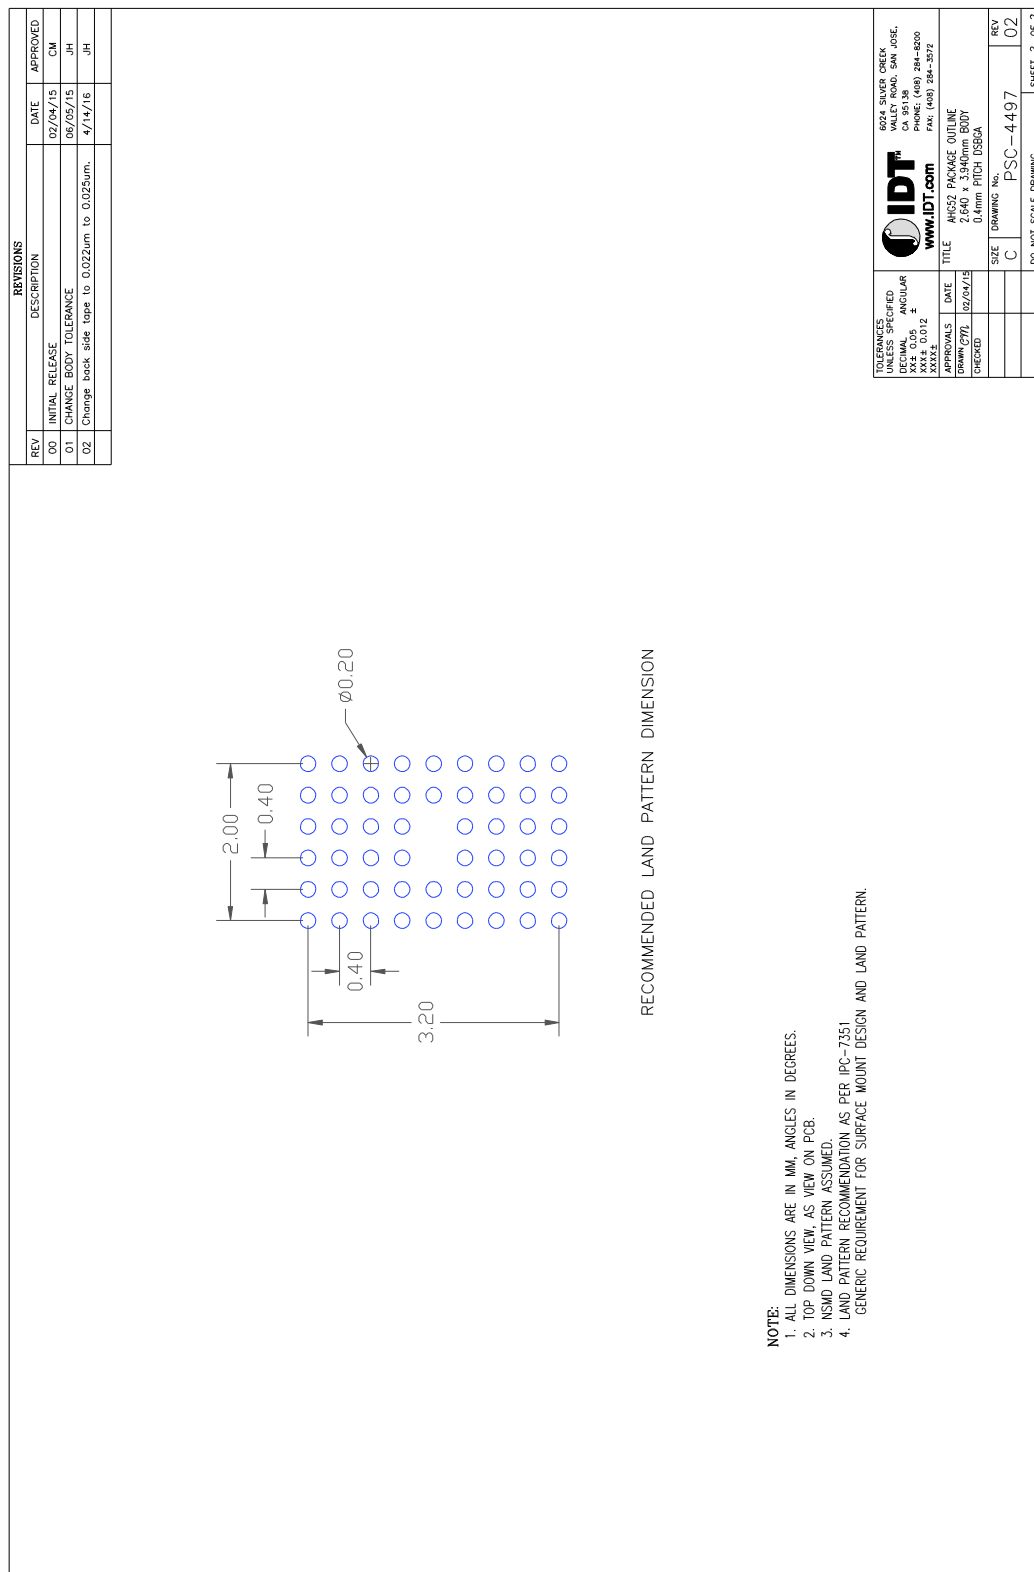 REVISIONS
REV DESCRIPTION DATE APPROVED
00 INITIAL RELEASE 02/04/15 CM
01 CHANGE BODY TOLERANCE 06/05/15 JH
02 Change back side tape to 0.022um to 0.025um. 4/14/16 JH
2.00
0.40
Ø0.20
0.40
3.20
RECOMMENDED LAND PATTERN DIMENSION
NOTE:
1. ALL DIMENSIONS ARE IN MM, ANGLES IN DEGREES.
2. TOP DOWN VIEW, AS VIEW ON PCB.
3. NSMD LAND PATTERN ASSUMED.
4. LAND PATTERN RECOMMENDATION AS PER IPC-7351
GENERIC REQUIREMENT FOR SURFACE MOUNT DESIGN AND LAND PATTERN.
TOLERANCES
UNLESS SPECIFIED
DECIMAL ANGULAR
XX± 0.05 ±
XXX± 0.012
XXXX±
APPROVALS DATE
DRAWN CM 02/04/15
CHECKED
IDT™
www.IDT.com
6024 SILVER CREEK
VALLEY ROAD, SAN JOSE,
CA 95138
PHONE: (408) 284-8200
FAX: (408) 284-3572
TITLE AHG52 PACKAGE OUTLINE
2.640 x 3.940mm BODY
0.4mm PITCH DSBGA
SIZE DRAWING No. REV
C PSC-4497 02
DO NOT SCALE DRAWING